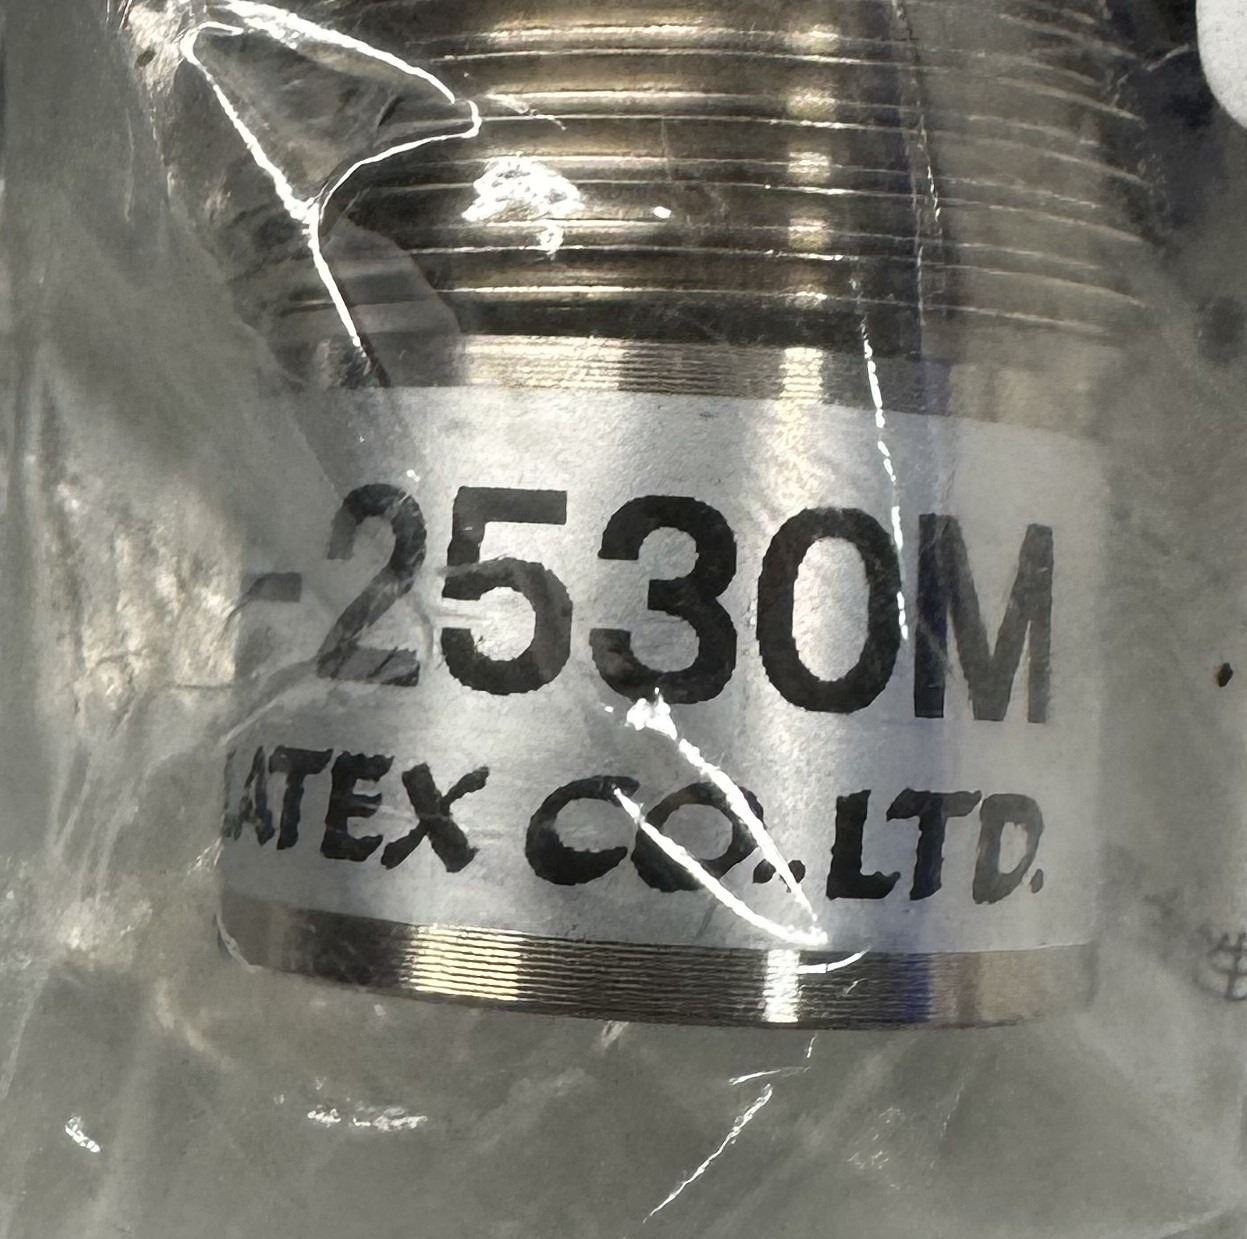 -2530M
ATEX CO.,LTD.